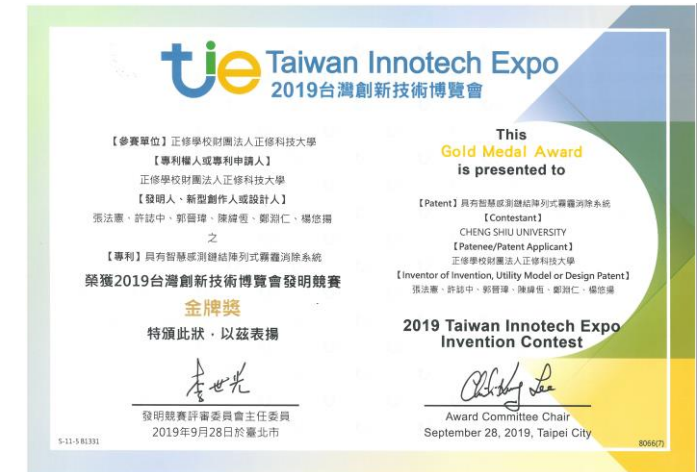 tie Taiwan Innotech Expo
2019台灣創新技術博覽會
【參賽單位】正修學校財團法人正修科技大學
【專利權人或專利申請人】
正修學校財團法人正修科技大學
【發明人、新型創作人或設計人】
張法憲、許誌中、郭晉瑋、陳緯恆、鄭淵仁、楊悠揚
之
【專利】具有智慧感測鏈結陣列式霧霾消除系統
榮獲2019台灣創新技術博覽會發明競賽
金牌獎
特頒此狀，以茲表揚
李世光
發明競賽評審委員會主任委員
2019年9月28日於臺北市
5-11-5 B1331
This
Gold Medal Award
is presented to
【Patent】具有智慧感測鏈結陣列式霧霾消除系統
【Contestant】
CHENG SHIU UNIVERSITY
【Patenee/Patent Applicant】
正修學校財團法人正修科技大學
【Inventor of Invention, Utility Model or Design Patent】
張法憲、許誌中、郭晉瑋、陳緯恆、鄭淵仁、楊悠揚
2019 Taiwan Innotech Expo
Invention Contest
Award Committee Chair
September 28, 2019, Taipei City
8066(7)